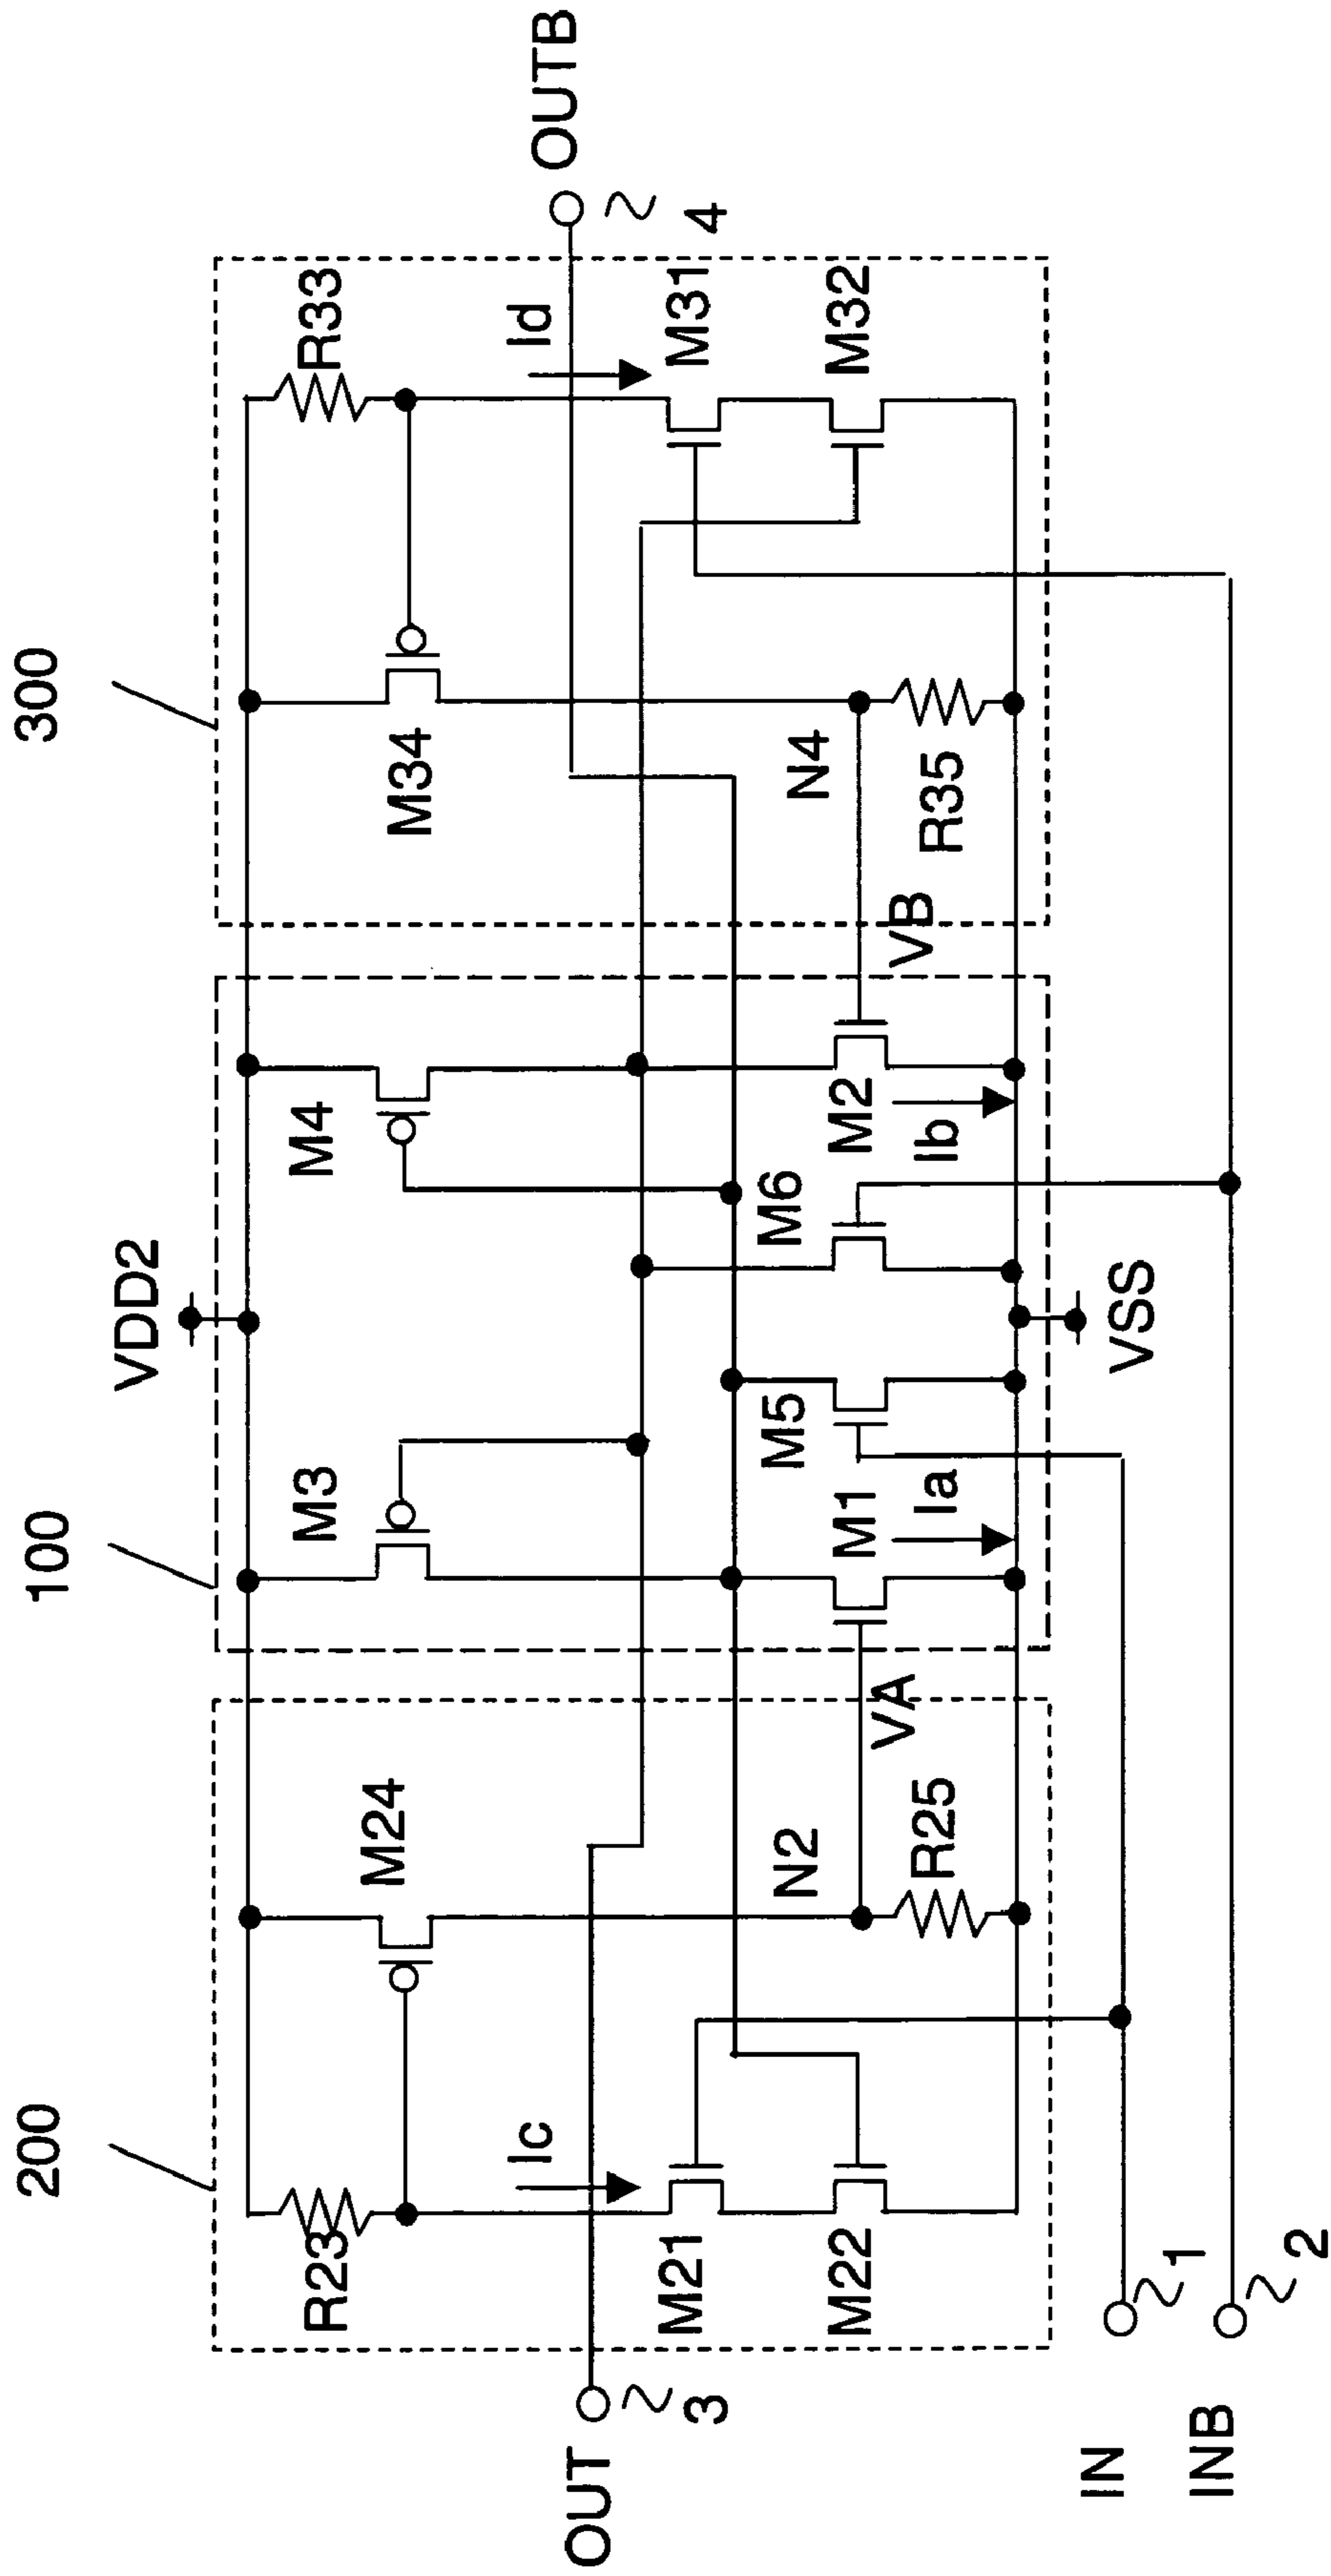 200
100
300
VDD2
R23
M24
M3
M4
M34
R33
Ic
Id
OUT
3
OUTB
4
M21
N2
M5
M6
N4
M31
M22
VA
R25
M1
Ia
M2
Ib
VB
R35
M32
VSS
IN
1
INB
2